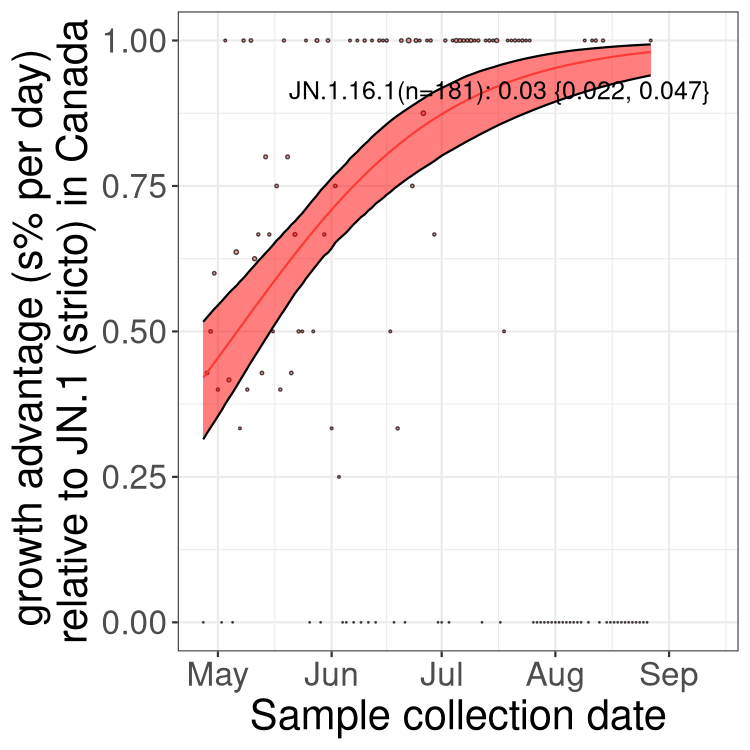 growth advantage (s% per day)
relative to JN.1 (stricto) in Canada
1.00
0.75
0.50
0.25
0.00
JN.1.16.1(n=181): 0.03 {0.022, 0.047}
May Jun Jul Aug Sep
Sample collection date